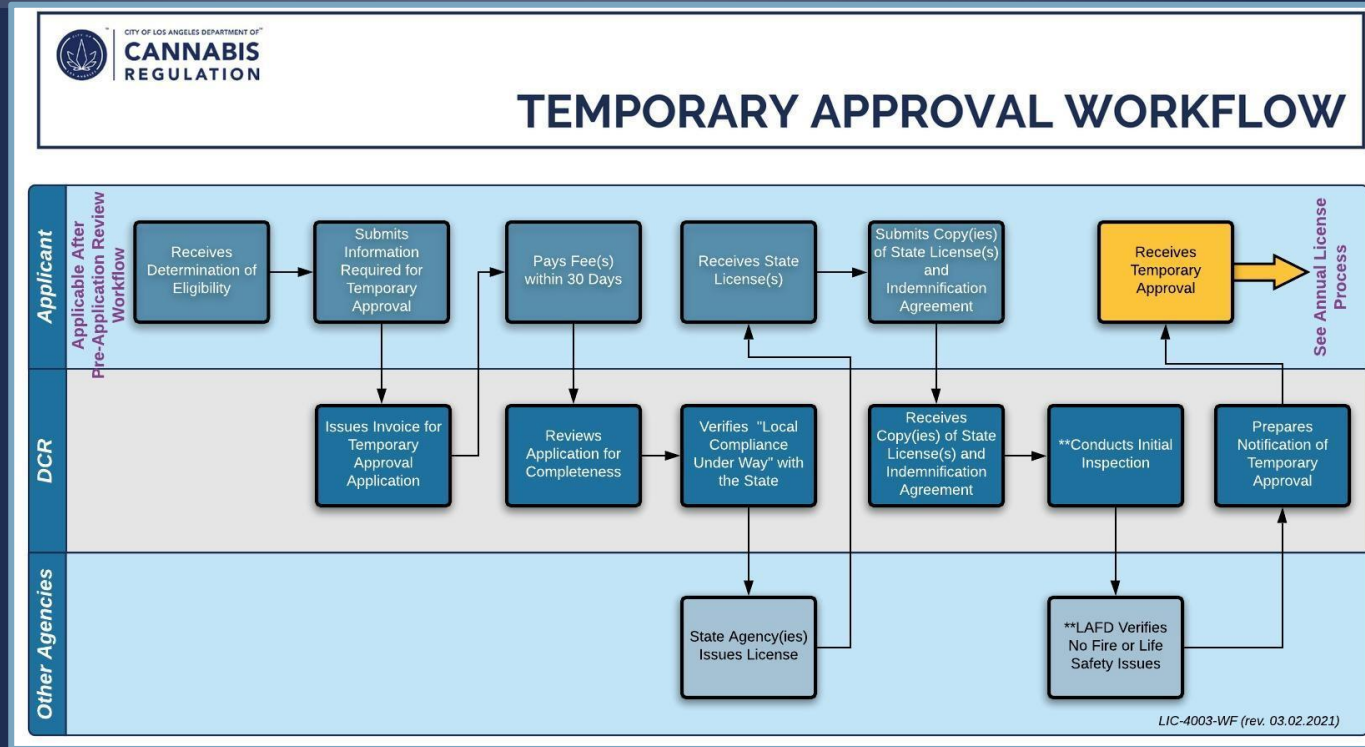 CITY OF LOS ANGELES DEPARTMENT OF
CANNABIS
REGULATION
TEMPORARY APPROVAL WORKFLOW
Applicant
Applicable After
Pre-Application Review
Workflow
Receives
Determination of
Eligibility
Submits
Information
Required for
Temporary
Approval
Pays Fee(s)
within 30 Days
Receives State
License(s)
Submits Copy(ies)
of State License(s)
and
Indemnification
Agreement
Receives
Temporary
Approval
See Annual License
Process
DCR
Issues Invoice for
Temporary
Approval
Application
Reviews
Application for
Completeness
Verifies "Local
Compliance
Under Way" with
the State
Receives
Copy(ies) of State
License(s) and
Indemnification
Agreement
**Conducts Initial
Inspection
Prepares
Notification of
Temporary
Approval
Other Agencies
State Agency(ies)
Issues License
**LAFD Verifies
No Fire or Life
Safety Issues
LIC-4003-WF (rev. 03.02.2021)